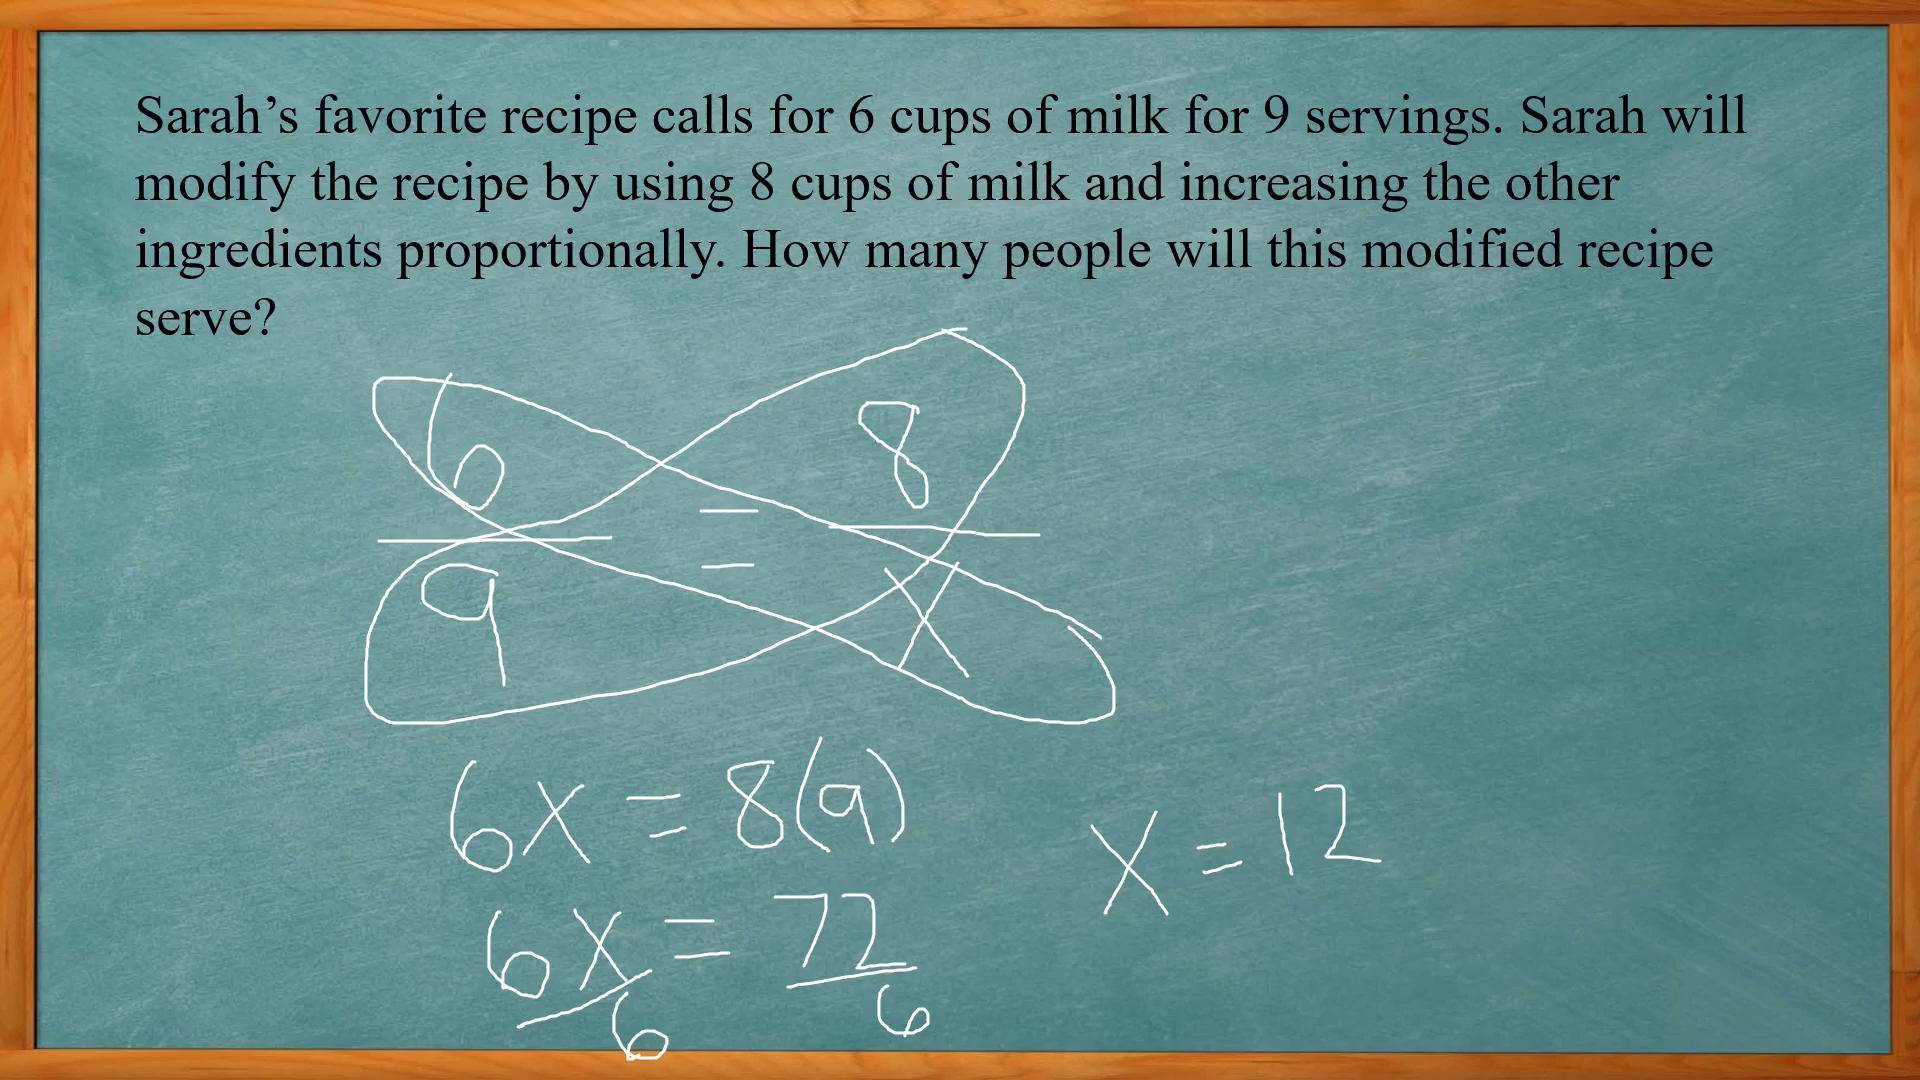 Sarah’s favorite recipe calls for 6 cups of milk for 9 servings. Sarah will
modify the recipe by using 8 cups of milk and increasing the other
ingredients proportionally. How many people will this modified recipe
serve?
6 = 8
9 x
6x = 8(9)
x = 12
6x = 72
6 6